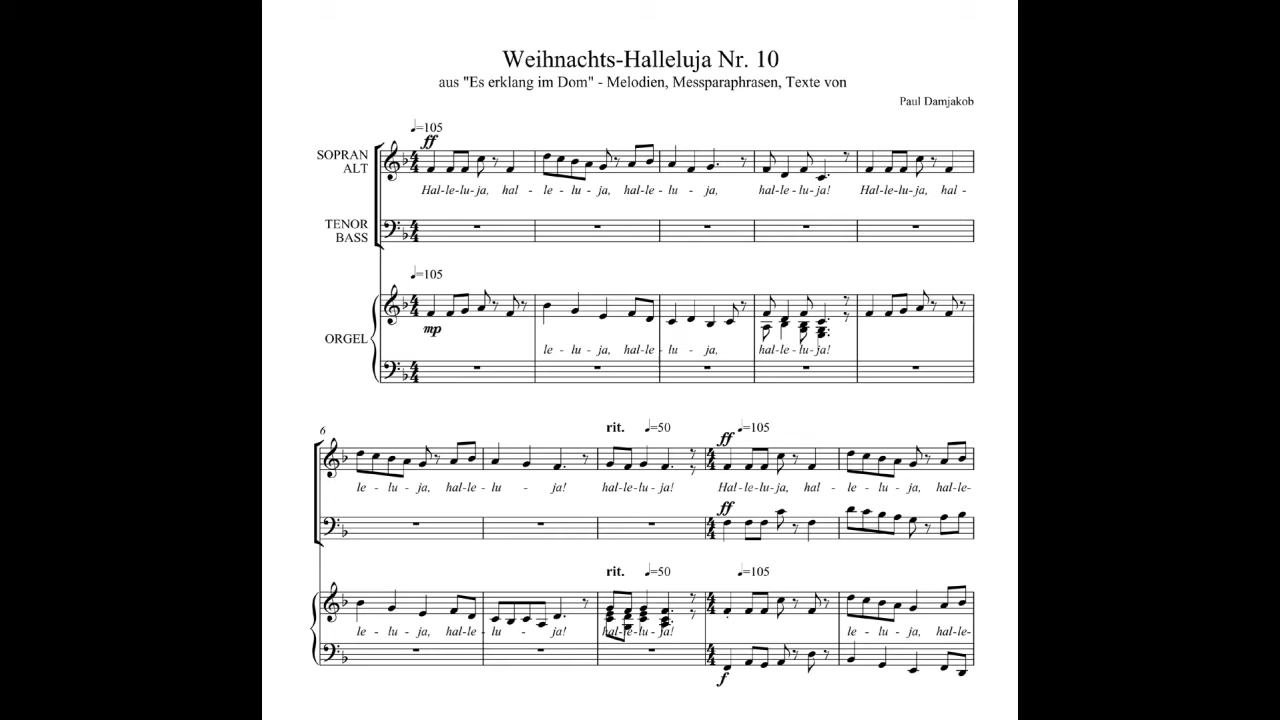 Weihnachts-Halleluja Nr. 10
aus "Es erklang im Dom" - Melodien, Messparaphrasen, Texte von
Paul Damjakob
♩=105
ff
SOPRAN
ALT
Hal-le-lu-ja, hal - le - lu - ja, hal-le - lu - ja, hal-le-lu-ja! Hal-le-lu-ja, hal -
TENOR
BASS
♩=105
mp
ORGEL
le - lu - ja, hal-le - lu - ja, hal-le-lu-ja!
6
rit. ♩=50 ff ♩=105
le - lu - ja, hal-le - lu - ja! hal-le-lu-ja! Hal-le-lu-ja, hal - le - lu - ja, hal-le-
ff
rit. ♩=50 ♩=105
le - lu - ja, hal-le - lu - ja! hal-le-lu-ja! le - lu - ja, hal-le-
f